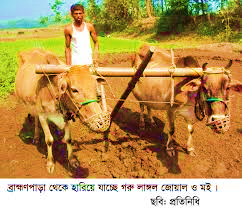 ব্রাহ্মণপাড়া থেকে হারিয়ে যাচ্ছে গরু লাঙ্গল জোয়াল ও মই ।
ছবি: প্রতিনিধি